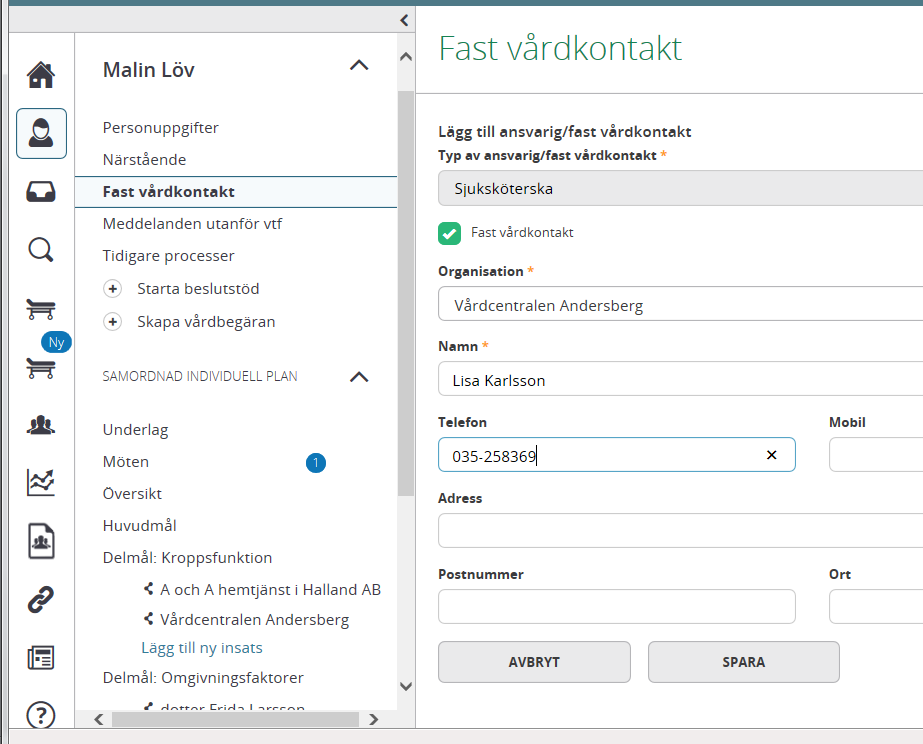 Malin Löv
Personuppgifter
Närstående
Fast vårdkontakt
Meddelanden utanför vtf
Tidigare processer
Starta beslutstöd
Skapa vårdbegäran
Ny
SAMORDNAD INDIVIDUELL PLAN
Underlag
Möten 1
Översikt
Huvudmål
Delmål: Kroppsfunktion
A och A hemtjänst i Halland AB
Vårdcentralen Andersberg
Lägg till ny insats
Delmål: Omgivningsfaktorer
dotter Frida Larsson
Fast vårdkontakt
Lägg till ansvarig/fast vårdkontakt
Typ av ansvarig/fast vårdkontakt *
Sjuksköterska
Fast vårdkontakt
Organisation *
Vårdcentralen Andersberg
Namn *
Lisa Karlsson
Telefon Mobil
035-258369
Adress
Postnummer Ort
AVBRYT SPARA